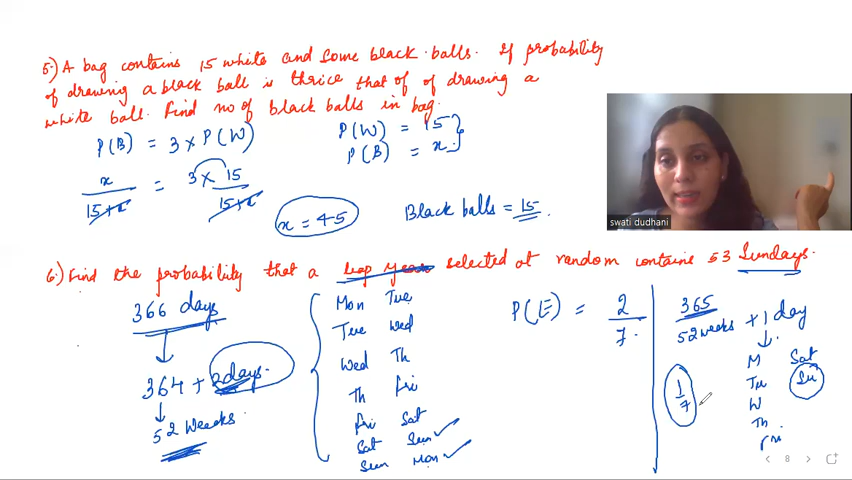 5.) A bag contains 15 white and some black balls. If probability
of drawing a black ball is thrice that of of drawing a
white ball. Find no of black balls in bag.
P(B) = 3 × P(W)
P(W) = 15
P(B) = x
x/15+x = 3 × 15/15+x
x = 45
Black balls = 15.
swati dudhani
6.) Find the probability that a leap year selected at random contains 53 Sundays.
366 days
364 + 2 days.
52 Weeks
Mon Tue
Tue Wed
Wed Th
Th Fri
Fri Sat
Sat Sun ✓
Sun Mon ✓
P(E) = 2/7.
365
52 weeks + 1 day
M Sat
Tu Su
W
Th
Fri
1/7
8